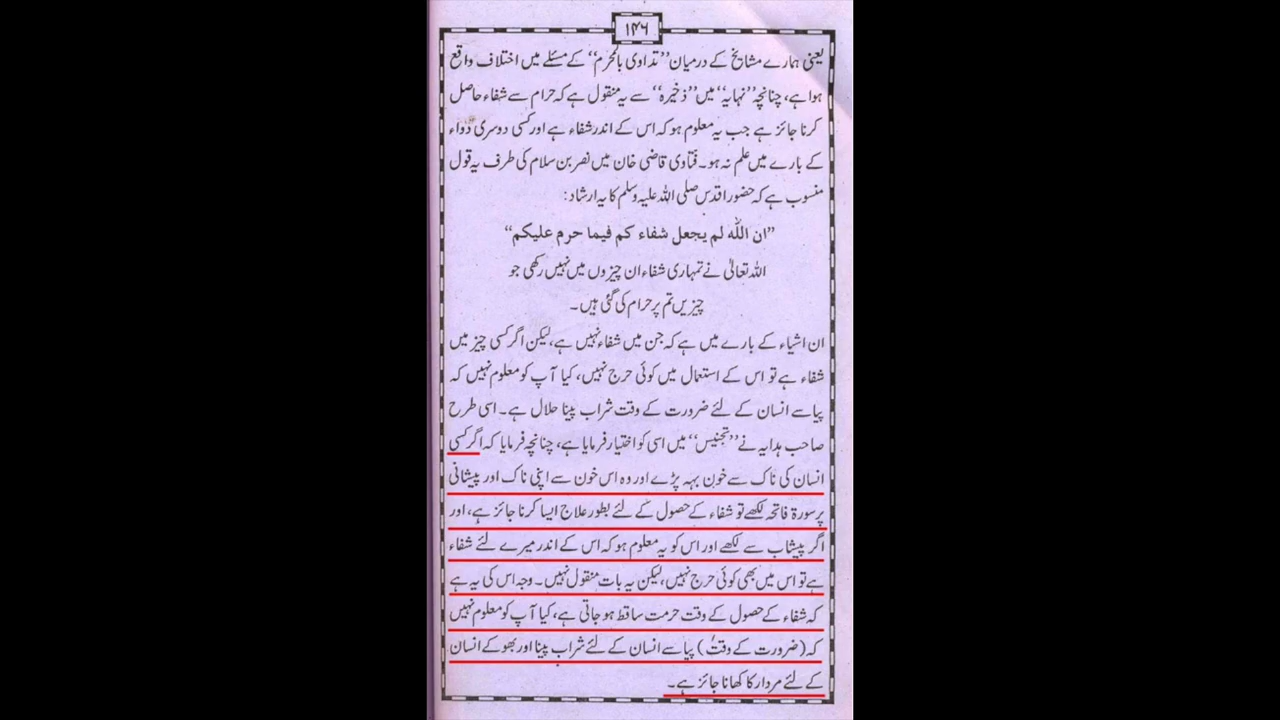 ۱۴۶
یعنی ہمارے مشایخ کے درمیان ”تداوی بالمحرم“ کے مسئلے میں اختلاف واقع
ہوا ہے، چنانچہ ”نہایہ“ میں ”ذخیرہ“ سے یہ منقول ہے کہ حرام سے شفاء حاصل
کرنا جائز ہے جب یہ معلوم ہو کہ اس کے اندر شفاء ہے اور کسی دوسری دواء
کے بارے میں علم نہ ہو۔ فتاوی قاضی خان میں نصر بن سلام کی طرف یہ قول
منسوب ہے کہ حضور اقدس صلی اللہ علیہ وسلم کا یہ ارشاد:
”ان الله لم يجعل شفاء كم فيما حرم عليكم“
اللہ تعالیٰ نے تمہاری شفاء ان چیزوں میں نہیں رکھی جو
چیزیں تم پر حرام کی گئی ہیں۔
ان اشیاء کے بارے میں ہے کہ جن میں شفاء نہیں ہے، لیکن اگر کسی چیز میں
شفاء ہے تو اس کے استعمال میں کوئی حرج نہیں، کیا آپ کو معلوم نہیں کہ
پیاسے انسان کے لئے ضرورت کے وقت شراب پینا حلال ہے۔ اسی طرح
صاحب ہدایہ نے ”تجنیس“ میں اسی کو اختیار فرمایا ہے، چنانچہ فرمایا کہ اگر کسی
انسان کی ناک سے خون بہہ پڑے اور وہ اس خون سے اپنی ناک اور پیشانی
پر سورۃ فاتحہ لکھے تو شفاء کے حصول کے لئے بطور علاج ایسا کرنا جائز ہے، اور
اگر پیشاب سے لکھے اور اس کو یہ معلوم ہو کہ اس کے اندر میرے لئے شفاء
ہے تو اس میں بھی کوئی حرج نہیں، لیکن یہ بات منقول نہیں۔ وجہ اس کی یہ ہے
کہ شفاء کے حصول کے وقت حرمت ساقط ہو جاتی ہے، کیا آپ کو معلوم نہیں
کہ (ضرورت کے وقت) پیاسے انسان کے لئے شراب پینا اور بھوکے انسان
کے لئے مردار کا کھانا جائز ہے۔